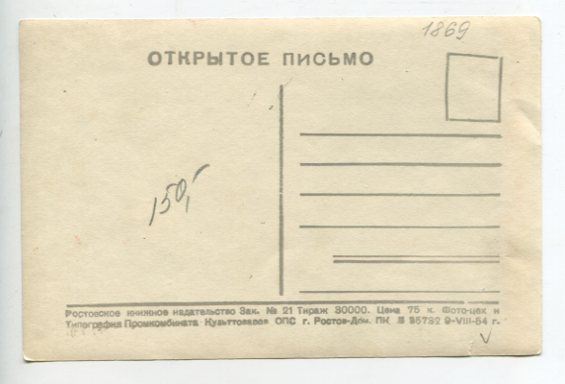 1869
ОТКРЫТОЕ ПИСЬМО
150,-
Ростовское книжное издательство Зак. № 21 Тираж 30000. Цена 75 к. Фото-цех и
Типография Промкомбината Культтоваров ОПС г. Ростов-Дон. ПК № 85732 9-VIII-54 г.